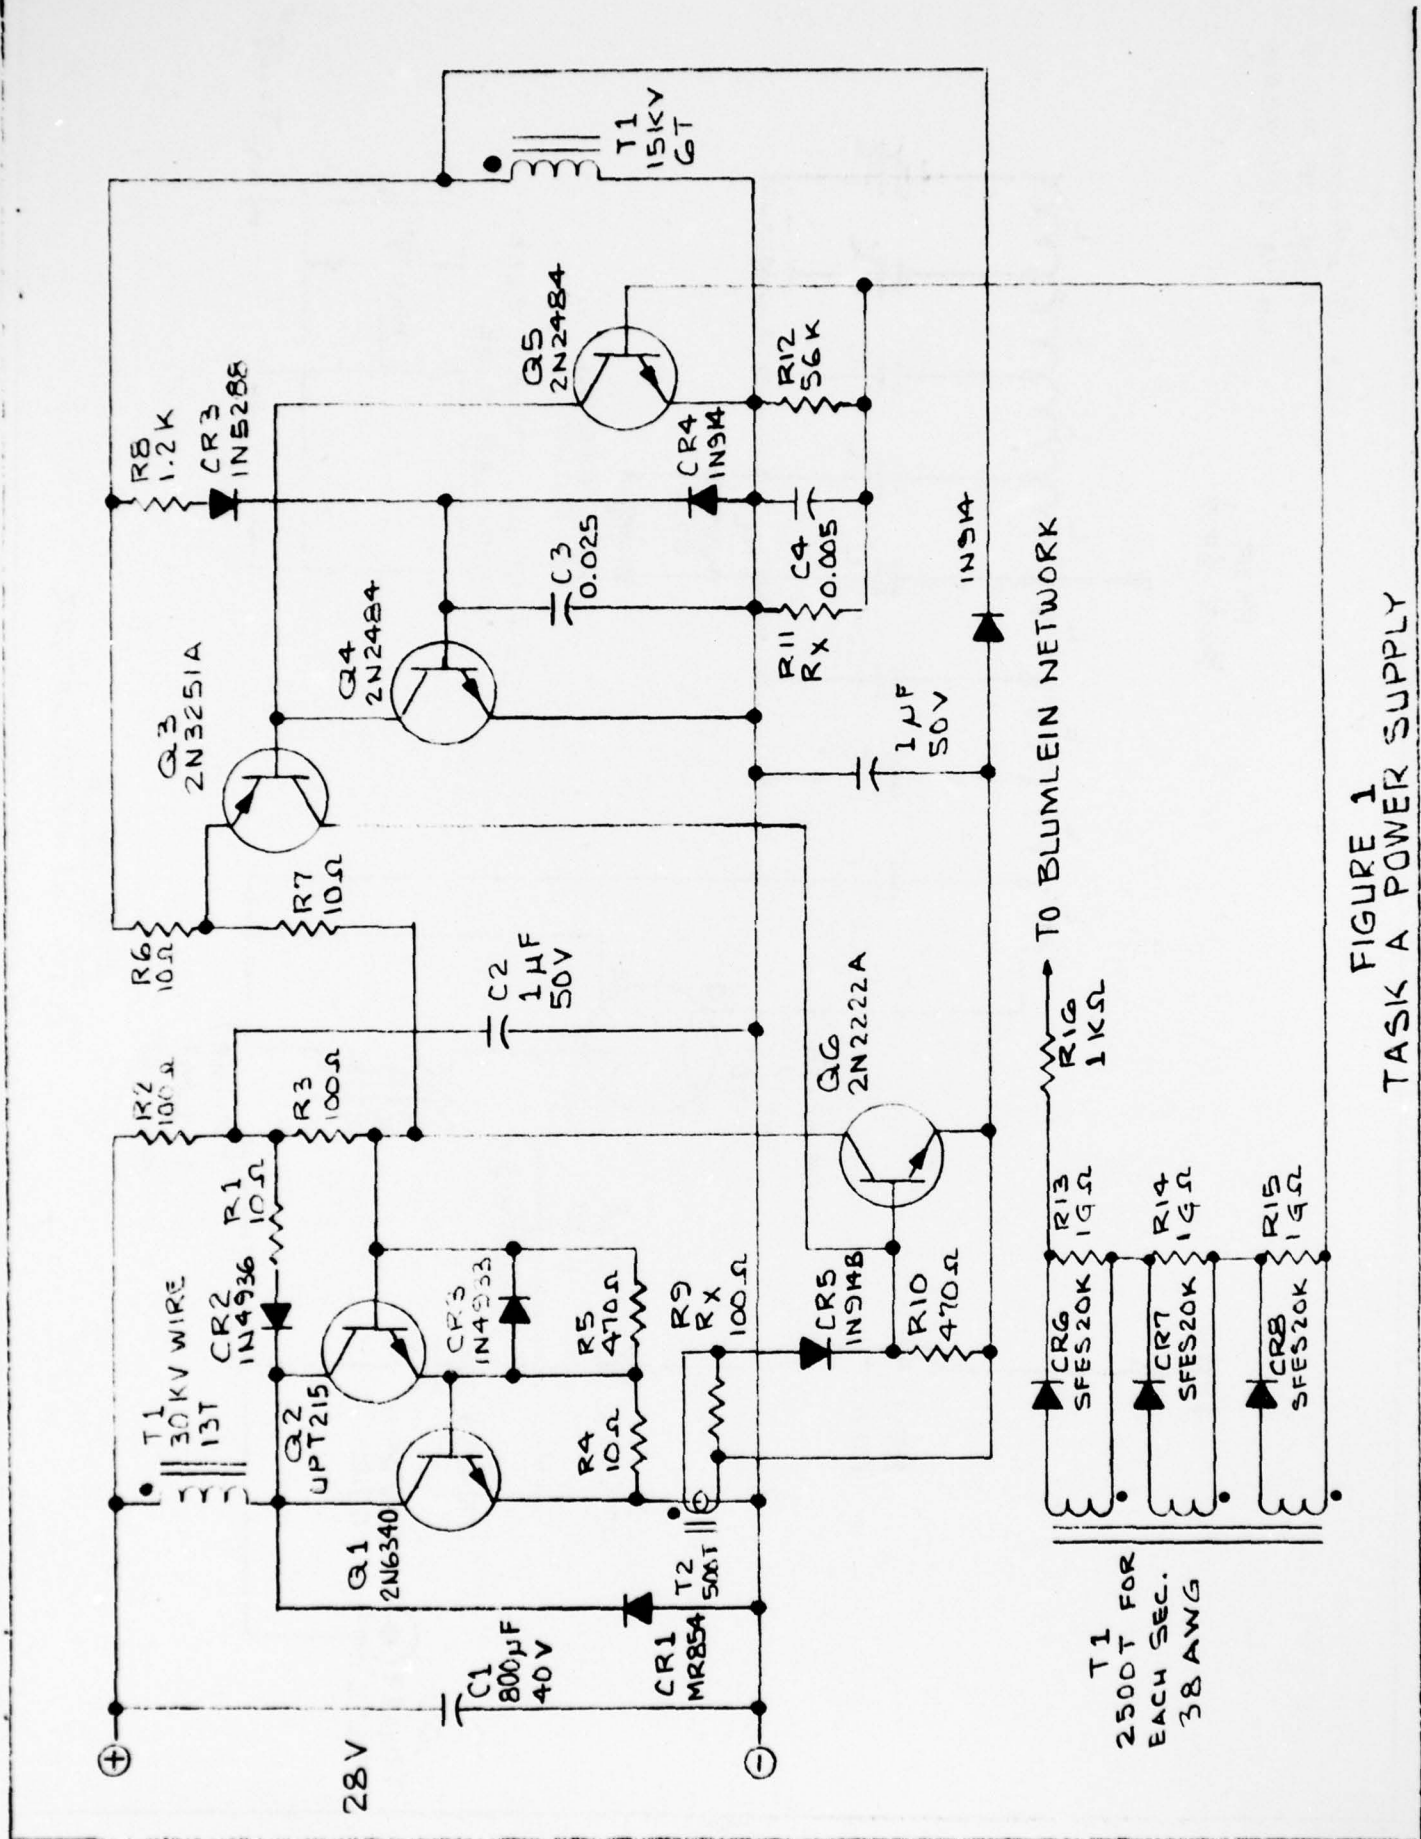 T1
30 KV WIRE
13T
R2
100Ω
R6
10Ω
R8
1.2K
CR3
1N5288
CR2
1N4936
R1
10Ω
R3
100Ω
Q3
2N3251A
R7
10Ω
Q2
UPT215
Q4
2N2484
28V
Q1
2N6340
CR3
1N4933
C1
800µF
40V
C2
1µF
50V
C3
0.025
Q5
2N2484
T1
15KV
6T
R4
10Ω
R5
470Ω
CR1
MR854
T2
500T
R9
RX
100Ω
CR4
1N914
R11
RX
C4
0.005
R12
56K
CR5
1N914B
Q6
2N2222A
R10
470Ω
1µF
50V
1N914
CR6
SFES20K
R13
1GΩ
R16
1KΩ
TO BLUMLEIN NETWORK
T1
2500T FOR
EACH SEC.
38 AWG
CR7
SFES20K
R14
1GΩ
CR8
SFES20K
R15
1GΩ
FIGURE 1
TASK A POWER SUPPLY